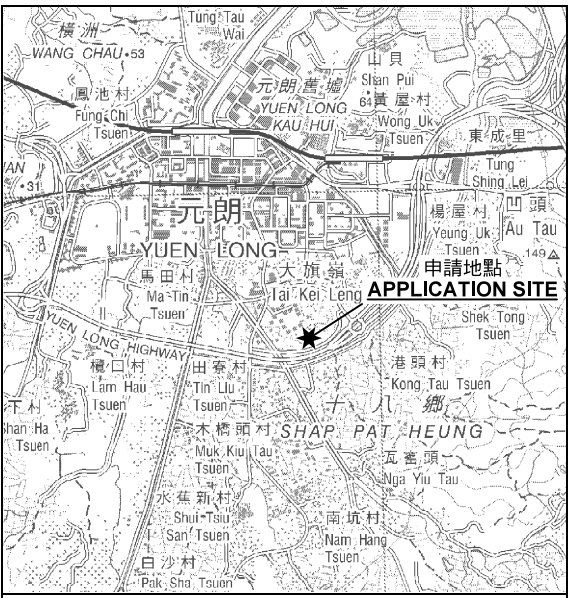 Tung Tau
Wai
橫洲
WANG CHAU •53
鳳池村
Fung Chi
Tsuen
元朗舊墟
YUEN LONG
KAU HUI
山貝
Shan Pui
64
黃屋村
Wong Uk
Tsuen
東成里
Tung
Shing Lei
•31
元朗
YUEN LONG
楊屋村
Yeung Uk
Tsuen
凹頭
Au Tau
149
馬田村
Ma Tin
Tsuen
大旗嶺
Tai Kei Leng
申請地點
APPLICATION SITE
Shek Tong
Tsuen
YUEN LONG HIGHWAY
欖口村
Lam Hau
Tsuen
田寮村
Tin Liu
Tsuen
港頭村
Kong Tau Tsuen
下村
Shan Ha
Tsuen
十八鄉
SHAP PAT HEUNG
木橋頭村
Muk Kiu Tau
Tsuen
瓦窰頭
Nga Yiu Tau
水蕉新村
Shui Tsiu
San Tsuen
南坑村
Nam Hang
Tsuen
白沙村
Pak Sha Tsuen